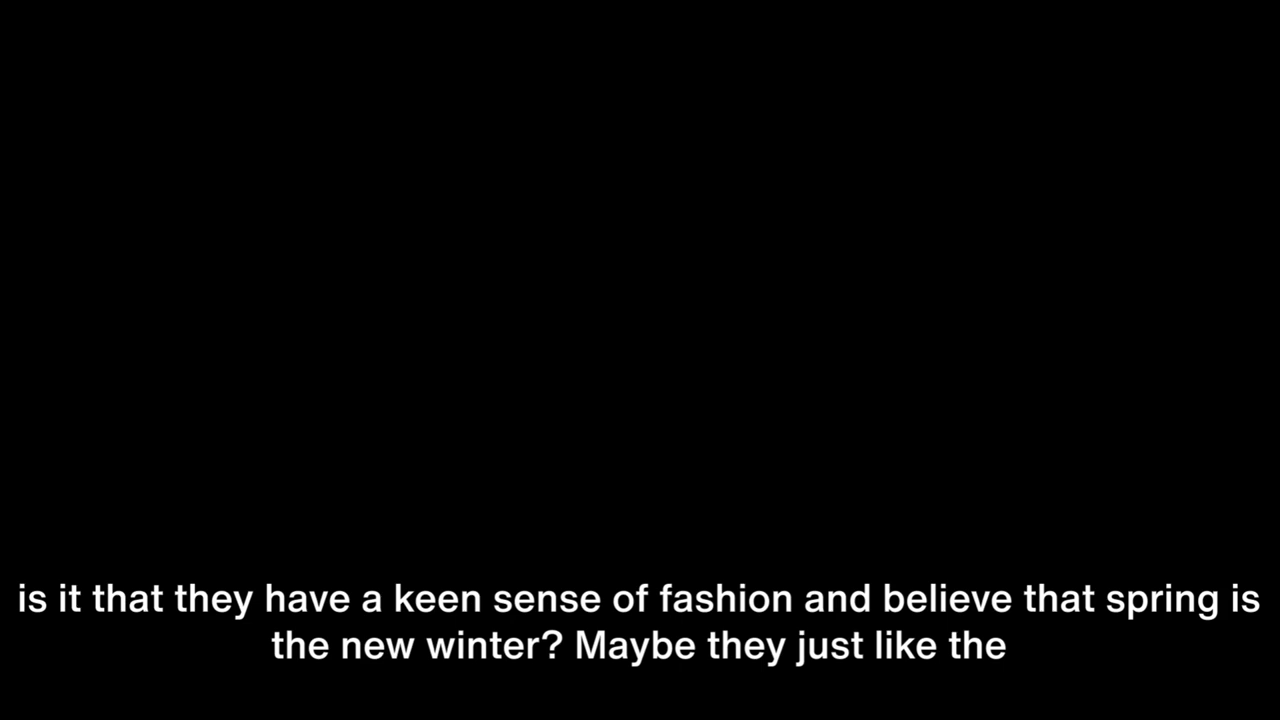 is it that they have a keen sense of fashion and believe that spring is
the new winter? Maybe they just like the